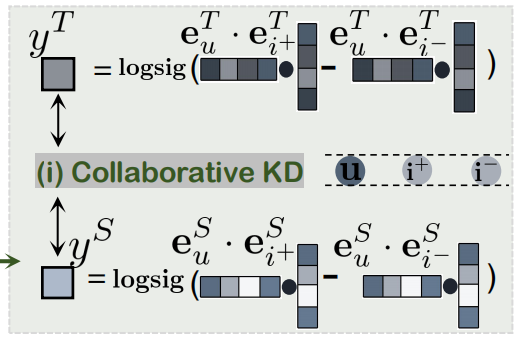 y^T = logsig(e_u^T · e_{i^+}^T - e_u^T · e_{i^-}^T)
(i) Collaborative KD u i^+ i^-
y^S = logsig(e_u^S · e_{i^+}^S - e_u^S · e_{i^-}^S)